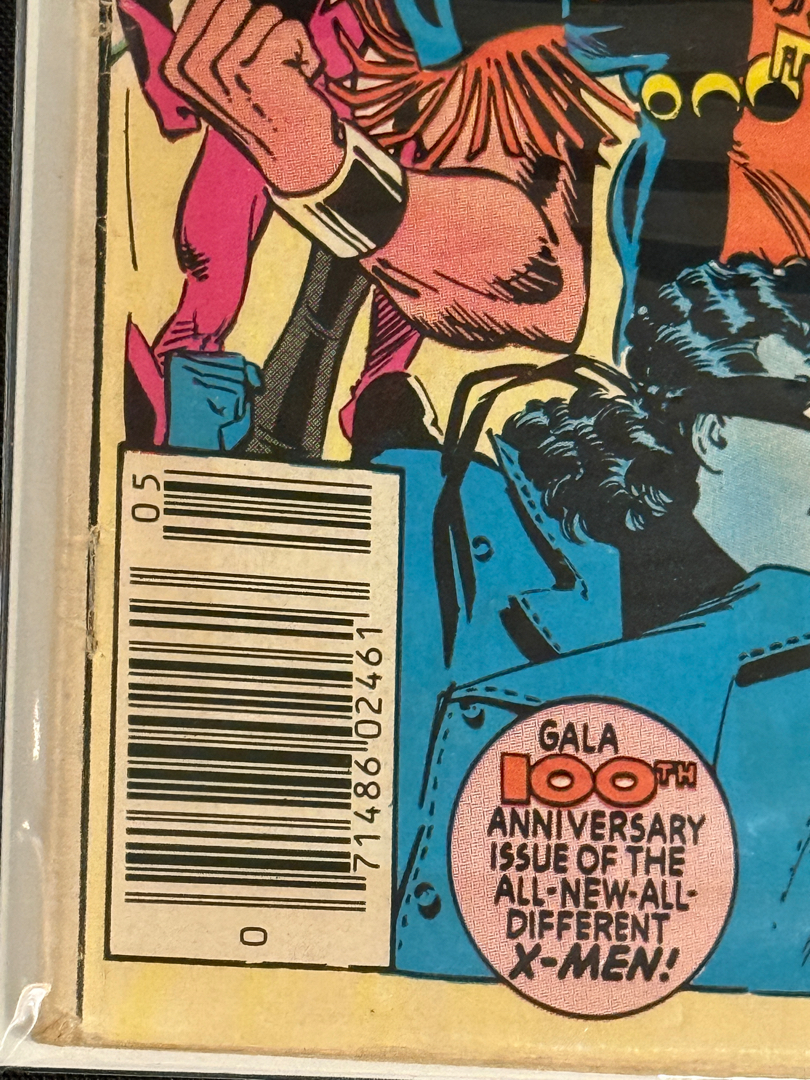 05
71486 02461
0
GALA
100TH
ANNIVERSARY
ISSUE OF THE
ALL-NEW-ALL-
DIFFERENT
X-MEN!